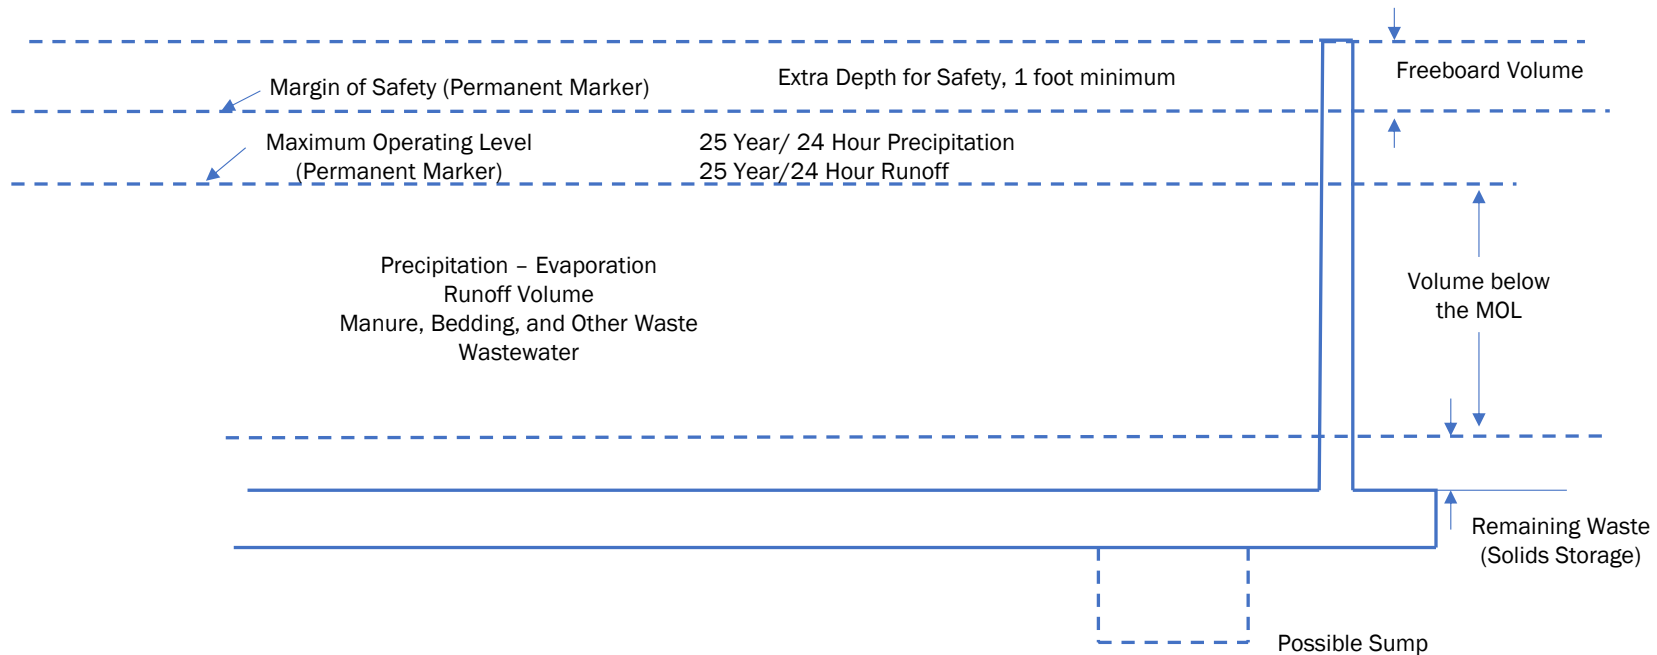 Extra Depth for Safety, 1 foot minimum
Freeboard Volume
Margin of Safety (Permanent Marker)
Maximum Operating Level
(Permanent Marker)
25 Year/ 24 Hour Precipitation
25 Year/24 Hour Runoff
Precipitation – Evaporation
Runoff Volume
Manure, Bedding, and Other Waste
Wastewater
Volume below
the MOL
Remaining Waste
(Solids Storage)
Possible Sump